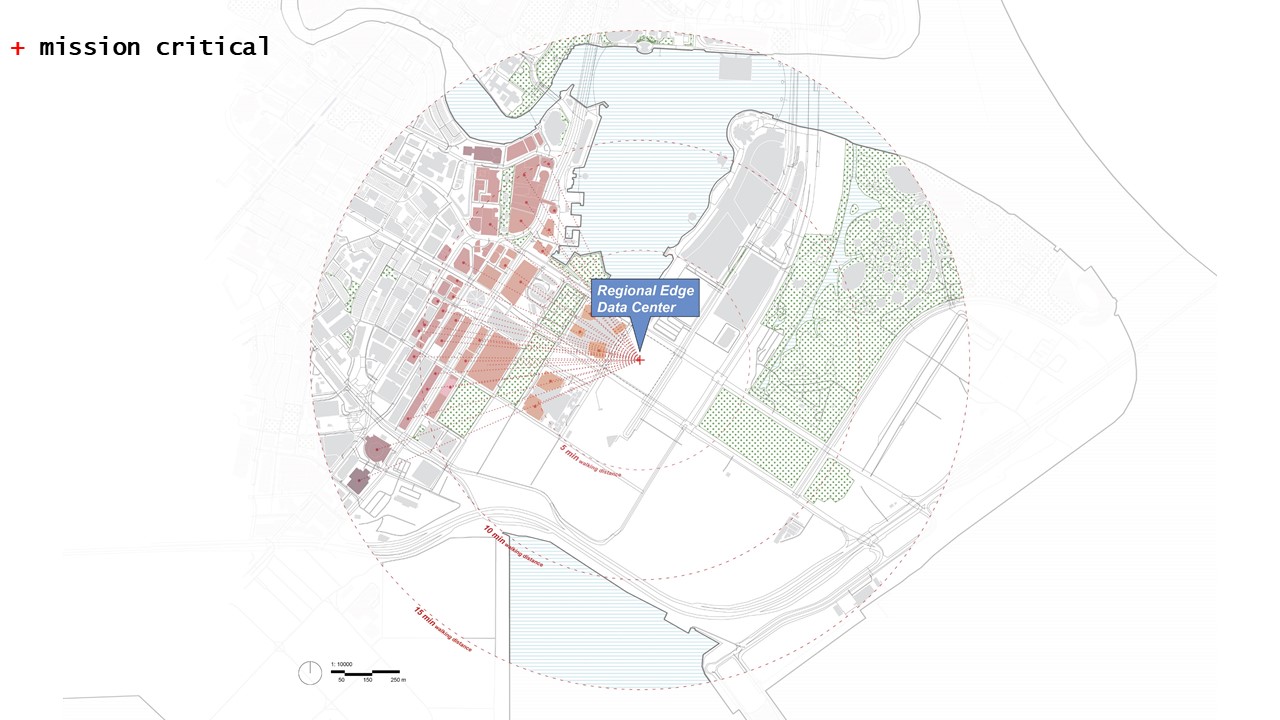 + mission critical
Regional Edge
Data Center
5 min walking distance
10 min walking distance
15 min walking distance
1: 10000
50 150 250 m